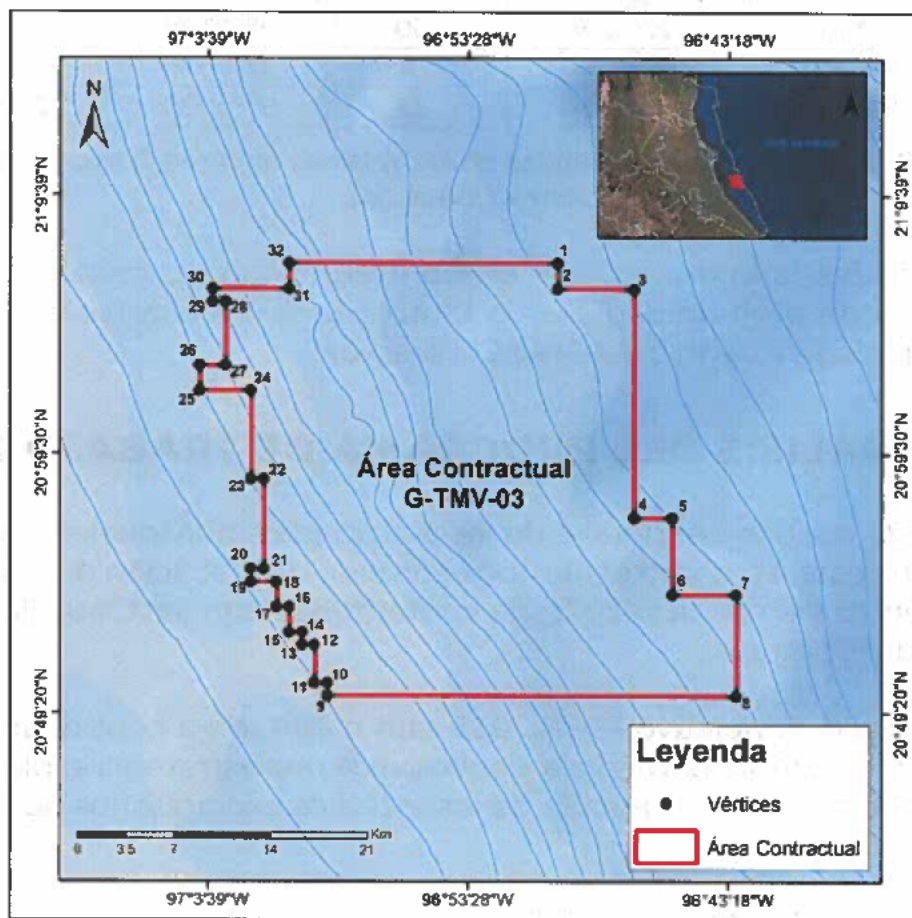 97°3'39"W 96°53'28"W 96°43'18"W
N
21°9'39"N 21°9'39"N
32 1
30 31 2 3
29 28
26 27
25 24
20°59'30"N 20°59'30"N
23 22
Área Contractual
G-TMV-03
4 5
20 21
19 18
6 7
17 16
15 14
13 12
11 10
9 8
20°49'20"N 20°49'20"N
Leyenda
Vértices
Área Contractual
Km
0 3.5 7 14 21
97°3'39"W 96°53'28"W 96°43'18"W